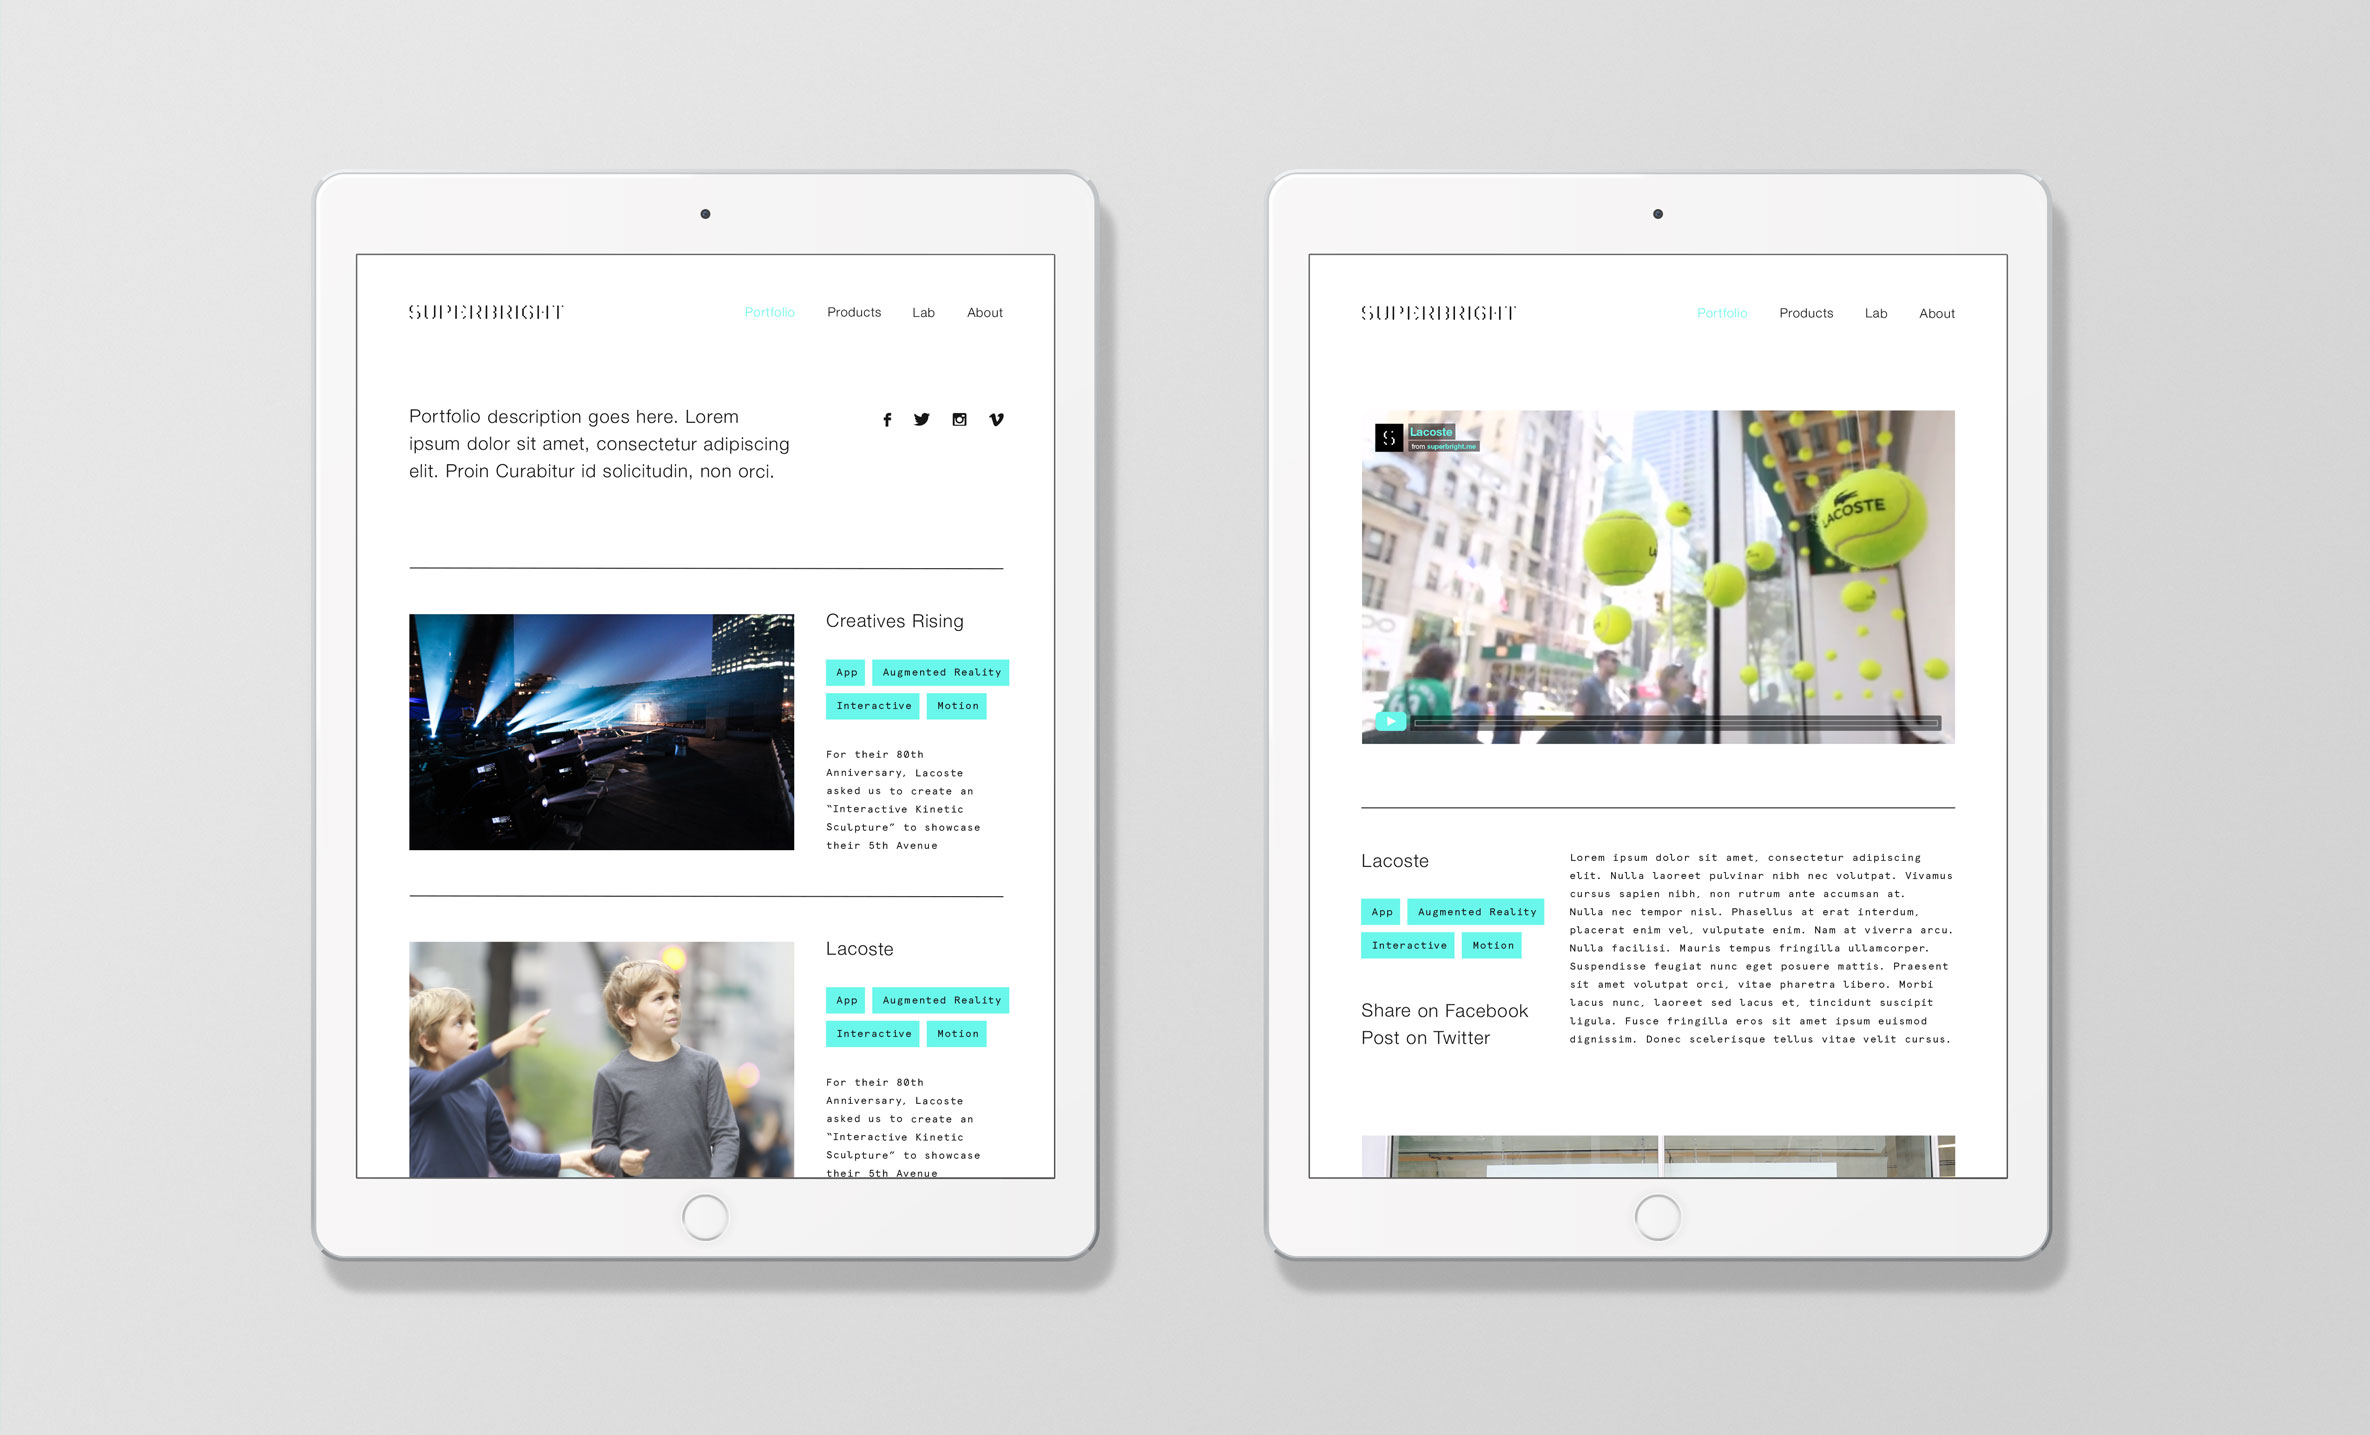 SUPERBRIGHT
Portfolio Products Lab About
Portfolio description goes here. Lorem
ipsum dolor sit amet, consectetur adipiscing
elit. Proin Curabitur id solicitudin, non orci.
Creatives Rising
App Augmented Reality
Interactive Motion
For their 80th
Anniversary, Lacoste
asked us to create an
“Interactive Kinetic
Sculpture” to showcase
their 5th Avenue
Lacoste
App Augmented Reality
Interactive Motion
For their 80th
Anniversary, Lacoste
asked us to create an
“Interactive Kinetic
Sculpture” to showcase
their 5th Avenue
SUPERBRIGHT
Portfolio Products Lab About
S
Lacoste
from superbright.me
LACOSTE
Lacoste
App Augmented Reality
Interactive Motion
Share on Facebook
Post on Twitter
Lorem ipsum dolor sit amet, consectetur adipiscing
elit. Nulla laoreet pulvinar nibh nec volutpat. Vivamus
cursus sapien nibh, non rutrum ante accumsan at.
Nulla nec tempor nisl. Phasellus at erat interdum,
placerat enim vel, vulputate enim. Nam at viverra arcu.
Nulla facilisi. Mauris tempus fringilla ullamcorper.
Suspendisse feugiat nunc eget posuere mattis. Praesent
sit amet volutpat orci, vitae pharetra libero. Morbi
lacus nunc, laoreet sed lacus et, tincidunt suscipit
ligula. Fusce fringilla eros sit amet ipsum euismod
dignissim. Donec scelerisque tellus vitae velit cursus.